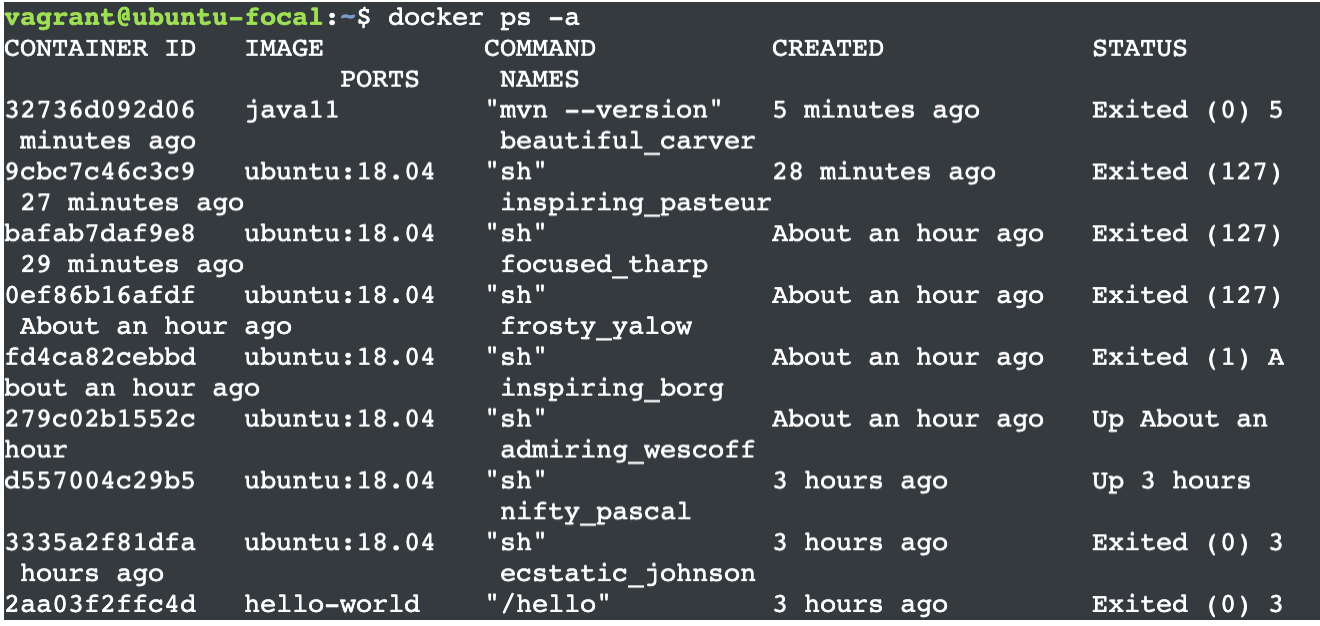 vagrant@ubuntu-focal:~$ docker ps -a
CONTAINER ID   IMAGE          COMMAND           CREATED             STATUS
                     PORTS     NAMES
32736d092d06   java11         "mvn --version"   5 minutes ago       Exited (0) 5
 minutes ago                   beautiful_carver
9cbc7c46c3c9   ubuntu:18.04   "sh"              28 minutes ago      Exited (127)
 27 minutes ago                inspiring_pasteur
bafab7daf9e8   ubuntu:18.04   "sh"              About an hour ago   Exited (127)
 29 minutes ago                focused_tharp
0ef86b16afdf   ubuntu:18.04   "sh"              About an hour ago   Exited (127)
 About an hour ago             frosty_yalow
fd4ca82cebbd   ubuntu:18.04   "sh"              About an hour ago   Exited (1) A
bout an hour ago               inspiring_borg
279c02b1552c   ubuntu:18.04   "sh"              About an hour ago   Up About an
hour                           admiring_wescoff
d557004c29b5   ubuntu:18.04   "sh"              3 hours ago         Up 3 hours
                               nifty_pascal
3335a2f81dfa   ubuntu:18.04   "sh"              3 hours ago         Exited (0) 3
 hours ago                     ecstatic_johnson
2aa03f2ffc4d   hello-world    "/hello"          3 hours ago         Exited (0) 3